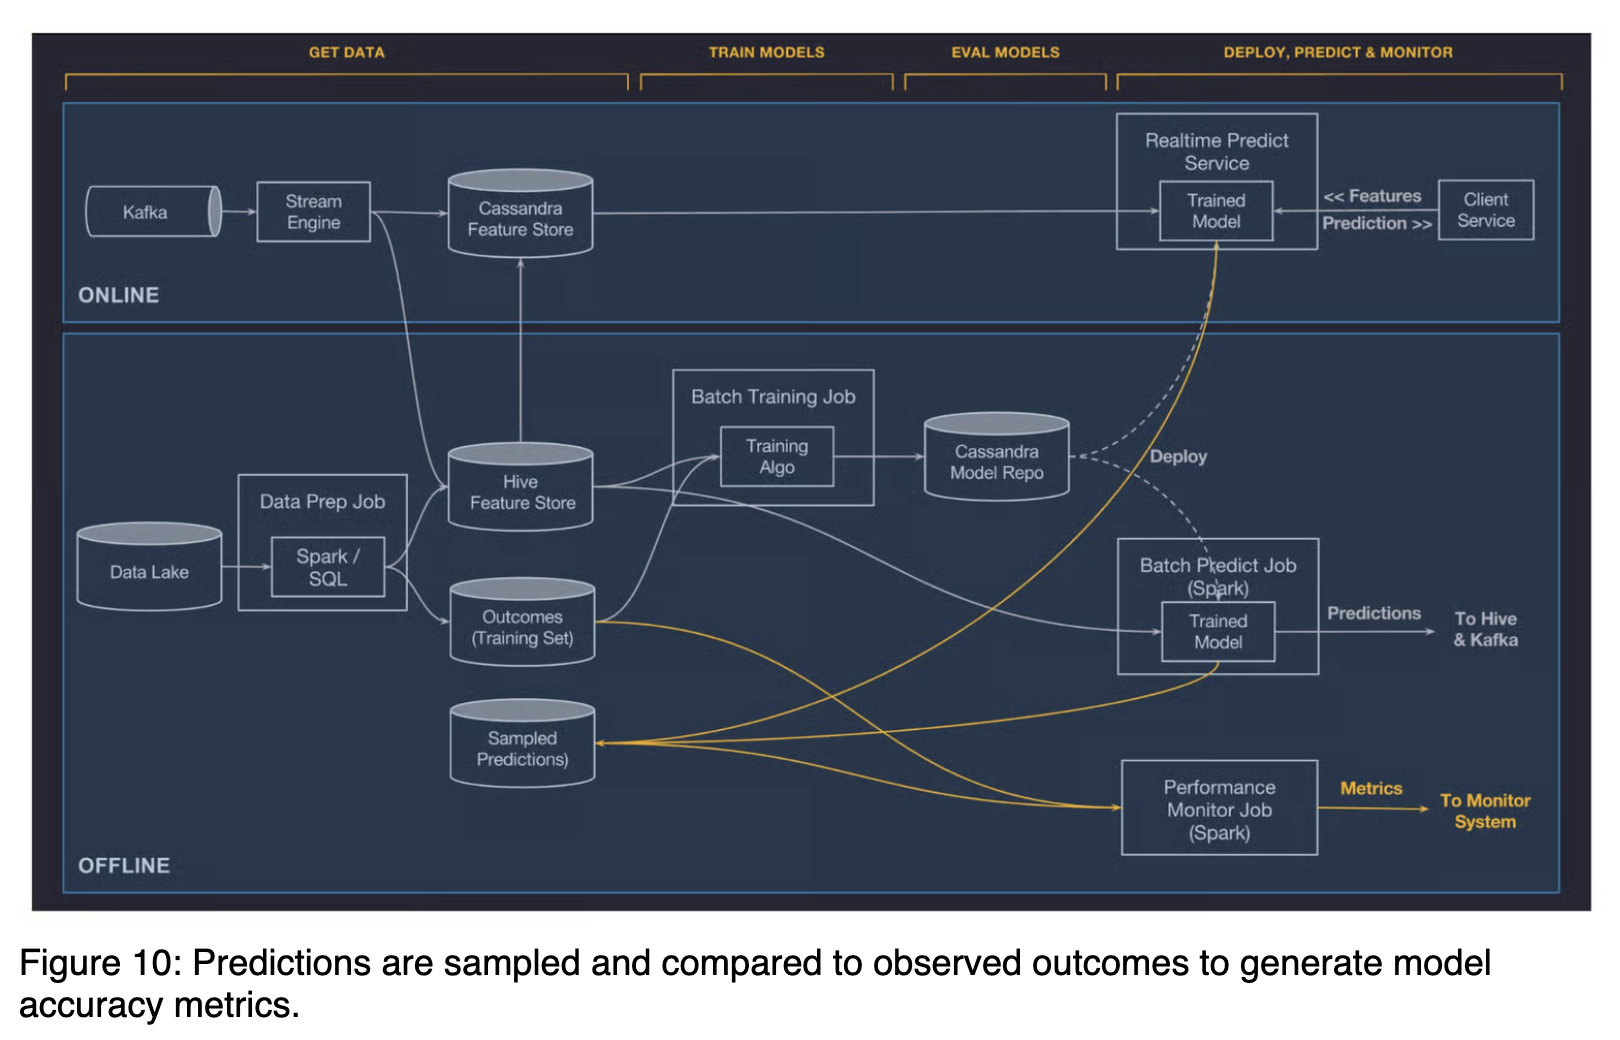 GET DATA
TRAIN MODELS
EVAL MODELS
DEPLOY, PREDICT & MONITOR
Kafka
Stream
Engine
Cassandra
Feature Store
Realtime Predict
Service
Trained
Model
<< Features
Prediction >>
Client
Service
ONLINE
Batch Training Job
Training
Algo
Cassandra
Model Repo
Deploy
Hive
Feature Store
Data Prep Job
Spark /
SQL
Data Lake
Outcomes
(Training Set)
Batch Predict Job
(Spark)
Trained
Model
Predictions
To Hive
& Kafka
Sampled
Predictions)
Performance
Monitor Job
(Spark)
Metrics
To Monitor
System
OFFLINE
Figure 10: Predictions are sampled and compared to observed outcomes to generate model
accuracy metrics.